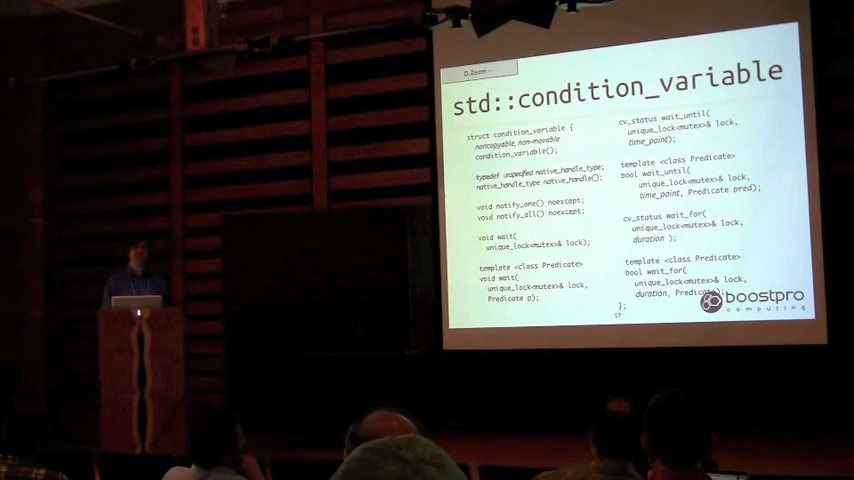 D.Zoom -
std::condition_variable
struct condition_variable {
noncopyable, non-movable
condition_variable();
typedef unspecified native_handle_type;
native_handle_type native_handle();
void notify_one() noexcept;
void notify_all() noexcept;
void wait(
unique_lock<mutex>& lock);
template <class Predicate>
void wait(
unique_lock<mutex>& lock,
Predicate p);
cv_status wait_until(
unique_lock<mutex>& lock,
time_point);
template <class Predicate>
bool wait_until(
unique_lock<mutex>& lock,
time_point, Predicate pred);
cv_status wait_for(
unique_lock<mutex>& lock,
duration );
template <class Predicate>
bool wait_for(
unique_lock<mutex>& lock,
duration, Predicate);
};
57
boostpro
computing